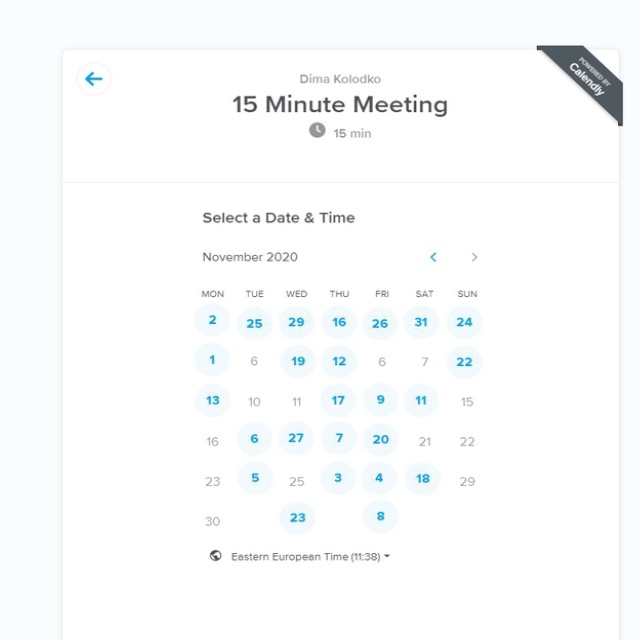 POWERED BY
Calendly
Dima Kolodko
15 Minute Meeting
15 min
Select a Date & Time
November 2020
MON TUE WED THU FRI SAT SUN
2 25 29 16 26 31 24
1 6 19 12 6 7 22
13 10 11 17 9 11 15
16 6 27 7 20 21 22
23 5 25 3 4 18 29
30 23 8
Eastern European Time (11:38)